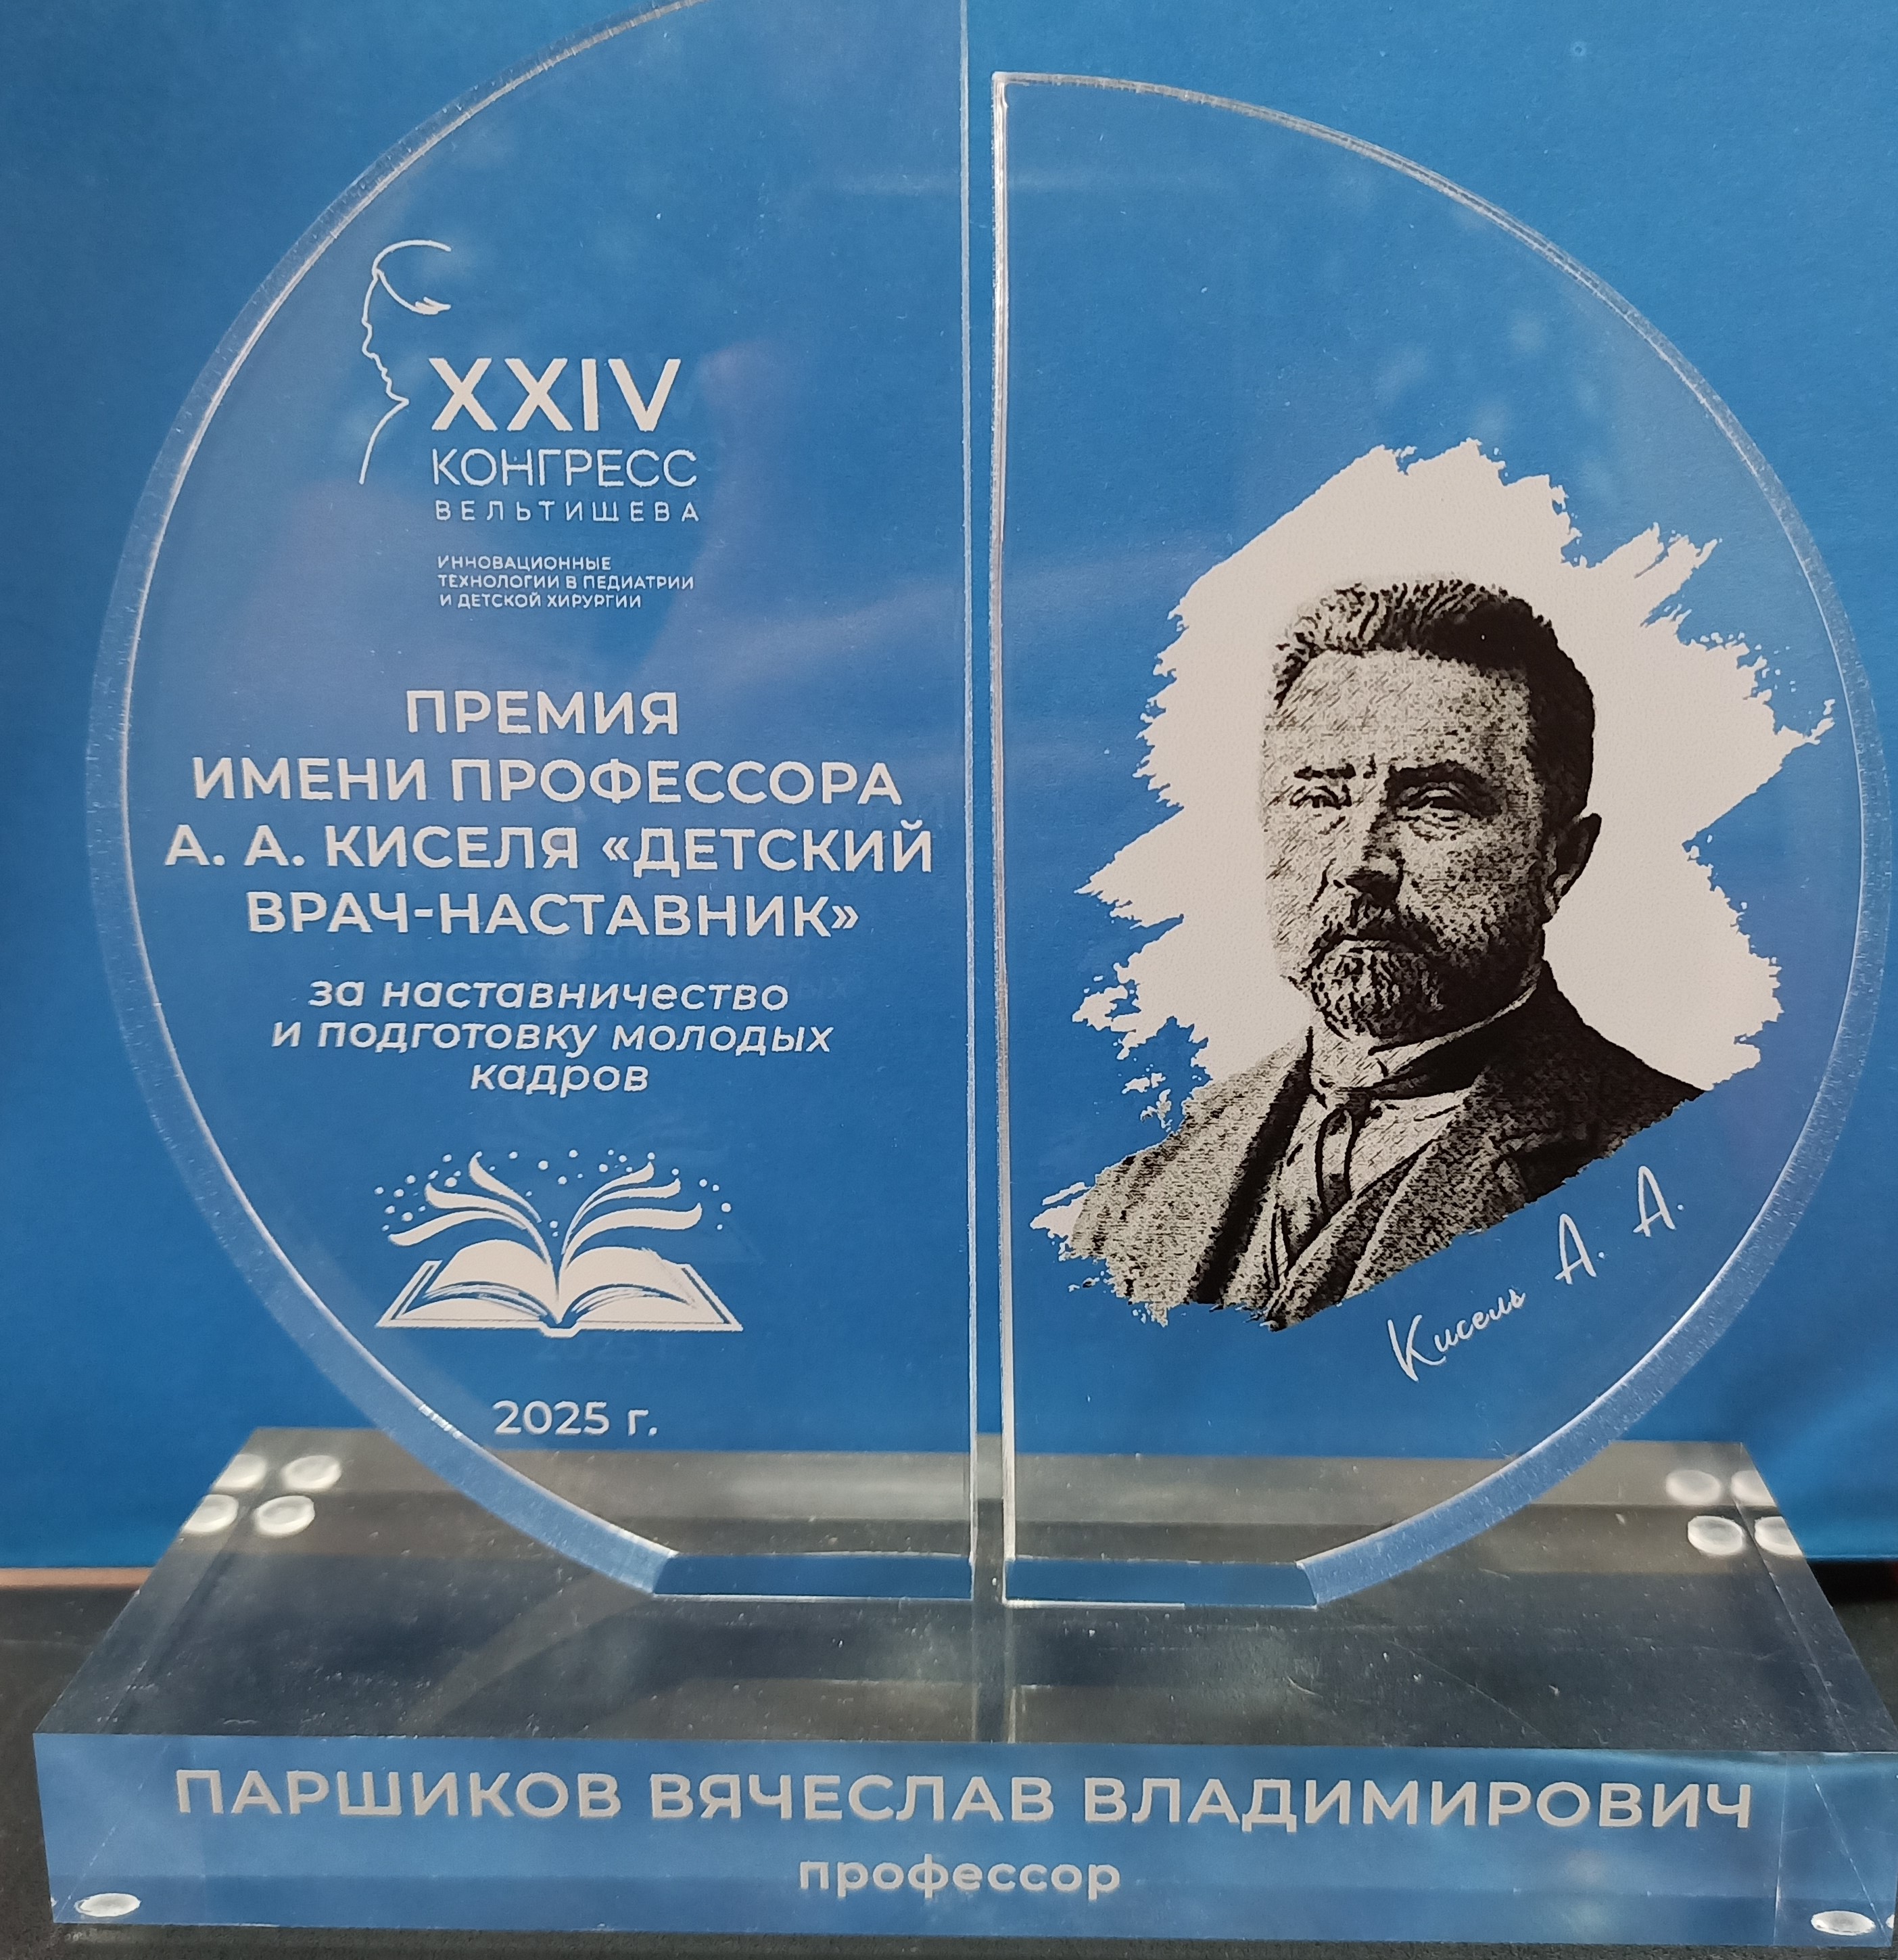 XXIV
КОНГРЕСС
ВЕЛЬТИЩЕВА
ИННОВАЦИОННЫЕ
ТЕХНОЛОГИИ В ПЕДИАТРИИ
И ДЕТСКОЙ ХИРУРГИИ
ПРЕМИЯ
ИМЕНИ ПРОФЕССОРА
А. А. КИСЕЛЯ «ДЕТСКИЙ
ВРАЧ-НАСТАВНИК»
за наставничество
и подготовку молодых
кадров
2025 г.
Кисель А. А.
ПАРШИКОВ ВЯЧЕСЛАВ ВЛАДИМИРОВИЧ
профессор